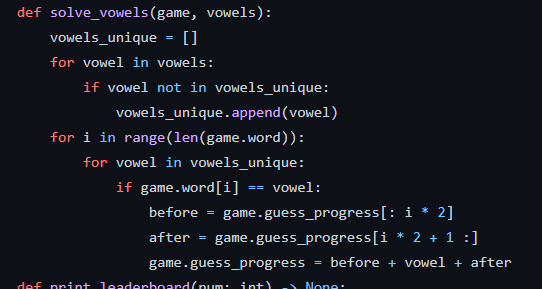 def solve_vowels(game, vowels):
    vowels_unique = []
    for vowel in vowels:
        if vowel not in vowels_unique:
            vowels_unique.append(vowel)
    for i in range(len(game.word)):
        for vowel in vowels_unique:
            if game.word[i] == vowel:
                before = game.guess_progress[: i * 2]
                after = game.guess_progress[i * 2 + 1 :]
                game.guess_progress = before + vowel + after
def print_leaderboard(num: int) -> None: